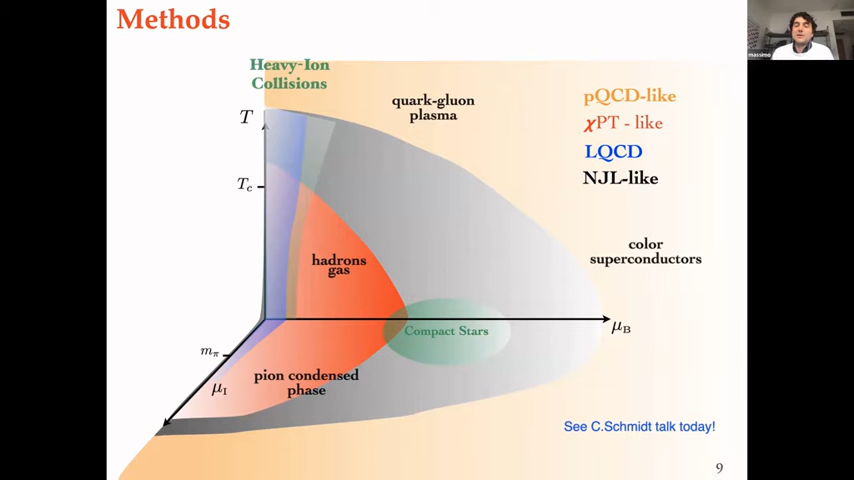 Methods
massimo
Heavy-Ion
Collisions
quark-gluon
plasma
pQCD-like
χPT - like
LQCD
NJL-like
T
Tc
hadrons
gas
color
superconductors
Compact Stars
μB
mπ
μI
pion condensed
phase
See C.Schmidt talk today!
9